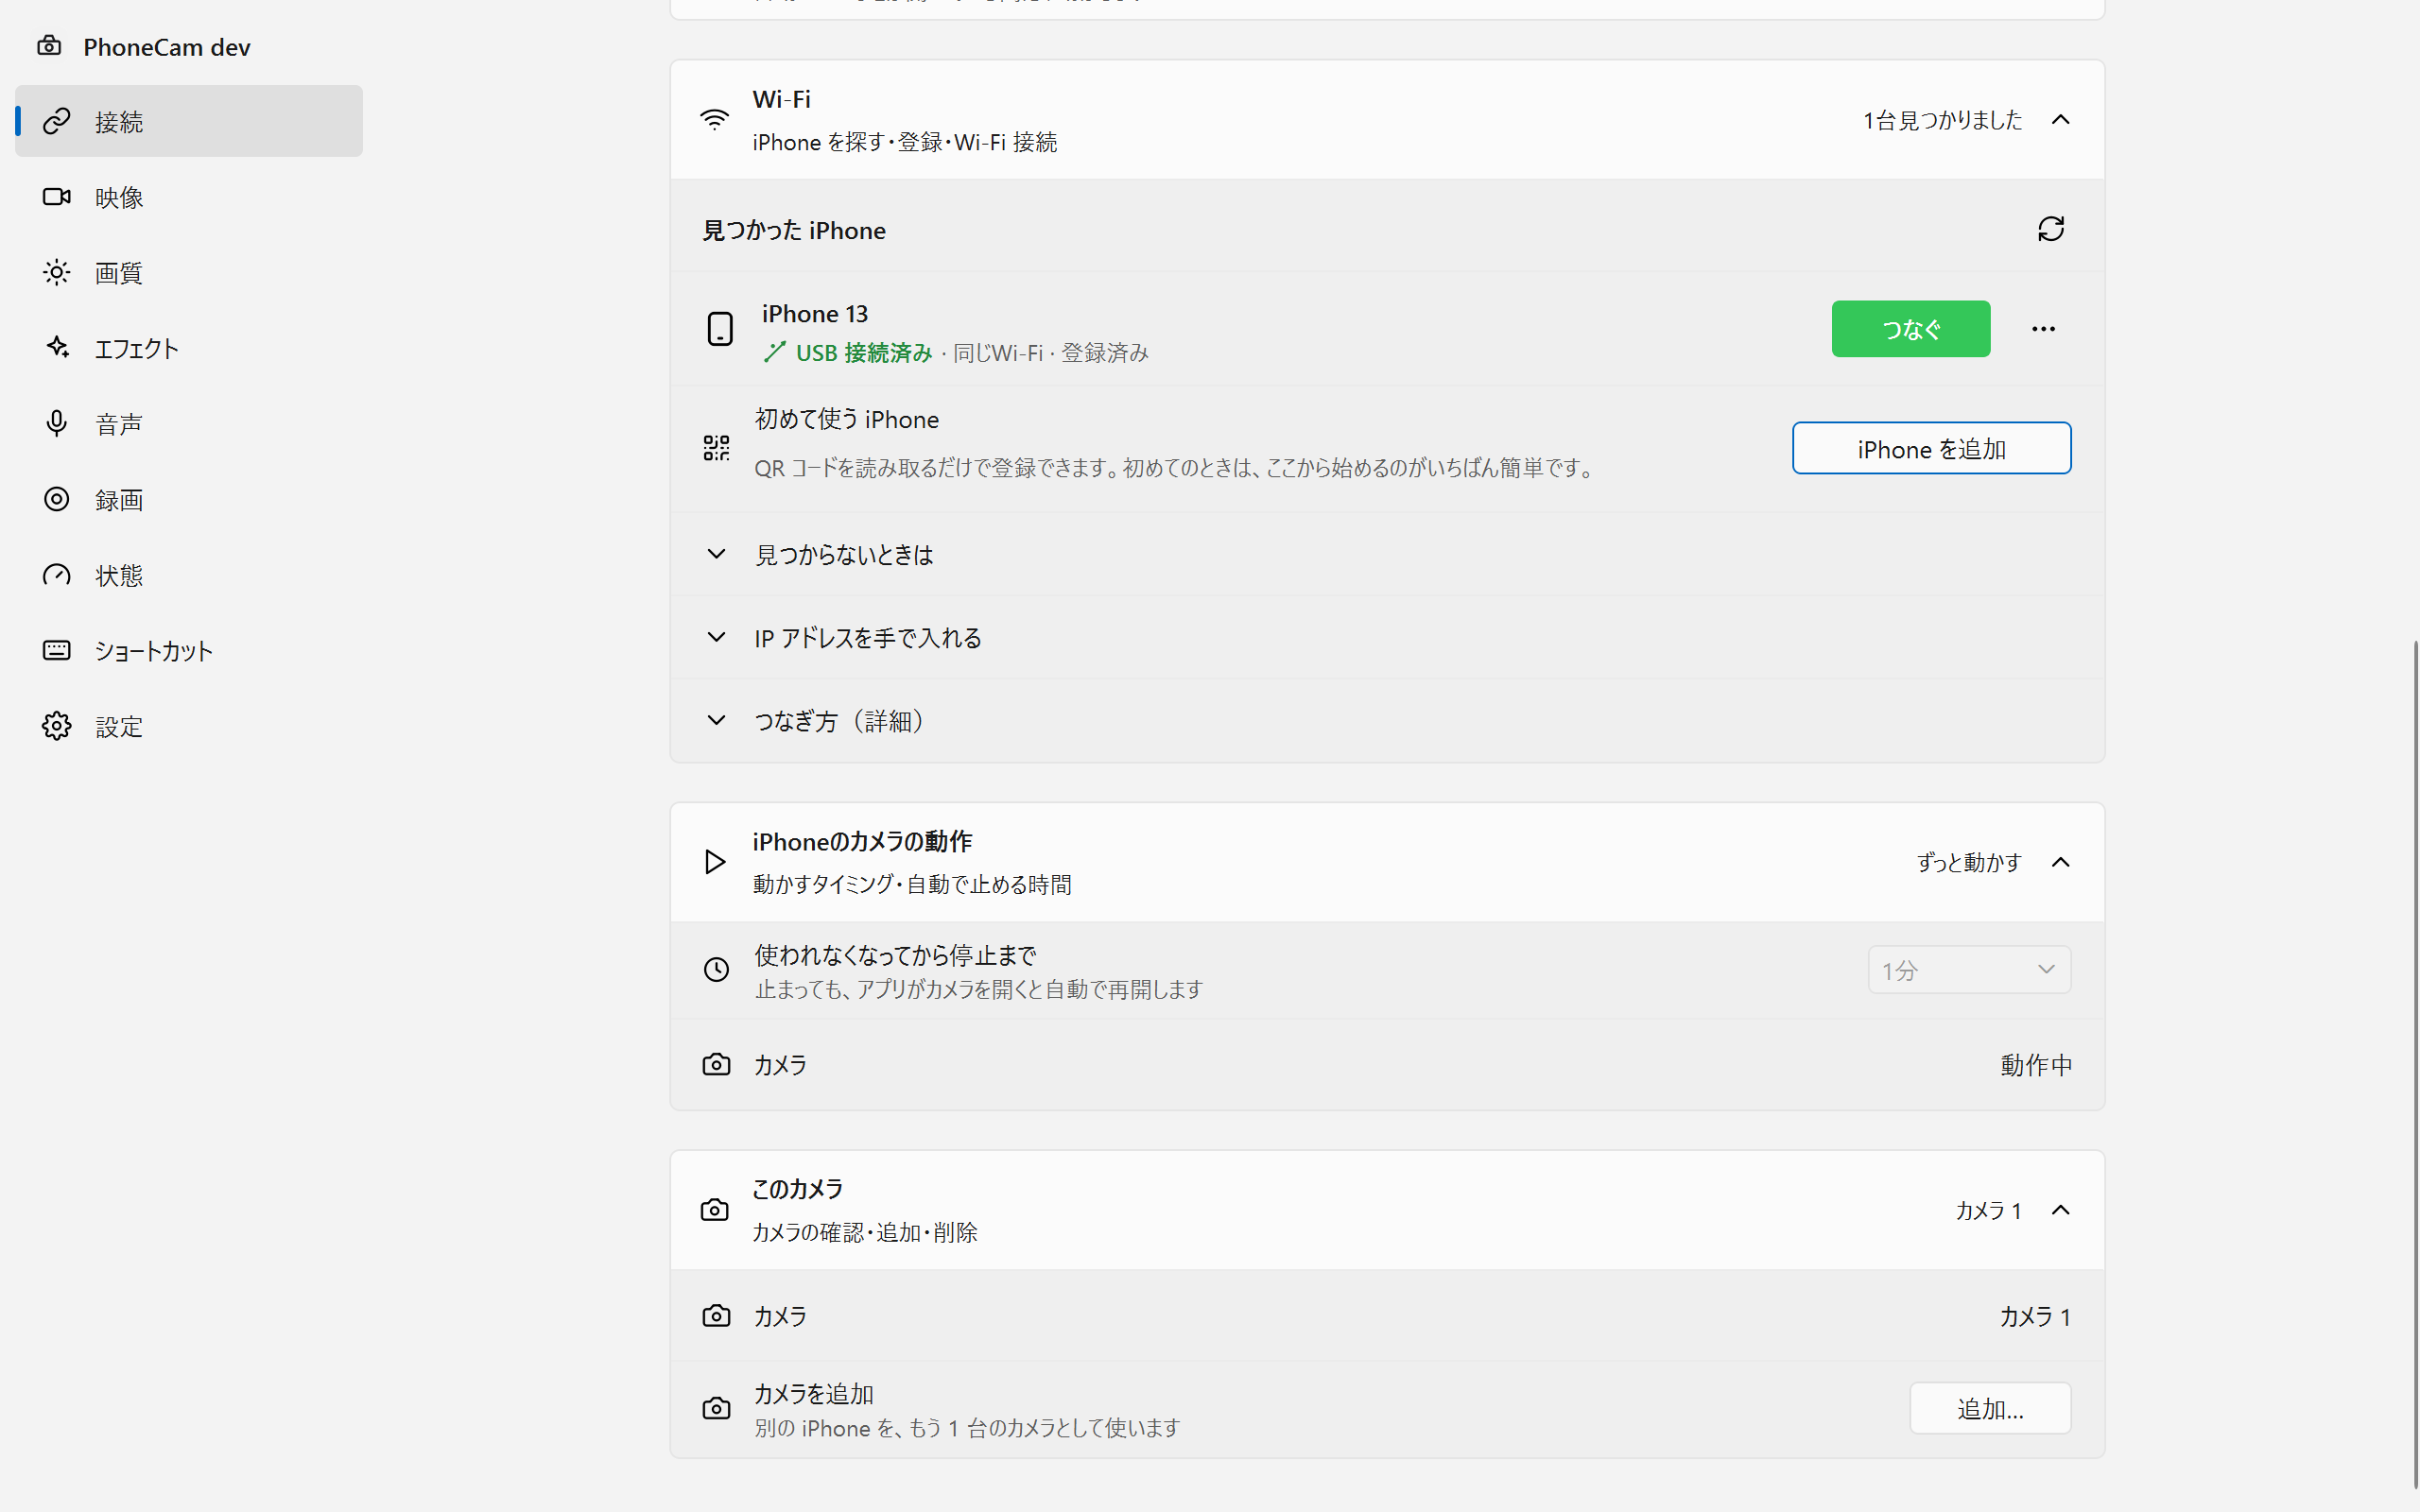 PhoneCam dev
接続
映像
画質
エフェクト
音声
録画
状態
ショートカット
設定
Wi-Fi
iPhone を探す・登録・Wi-Fi 接続
1台見つかりました
見つかった iPhone
iPhone 13
USB 接続済み · 同じWi-Fi · 登録済み
つなぐ
初めて使う iPhone
QR コードを読み取るだけで登録できます。初めてのときは、ここから始めるのがいちばん簡単です。
iPhone を追加
見つからないときは
IP アドレスを手で入れる
つなぎ方（詳細）
iPhoneのカメラの動作
動かすタイミング・自動で止める時間
ずっと動かす
使われなくなってから停止まで
止まっても、アプリがカメラを開くと自動で再開します
1分
カメラ
動作中
このカメラ
カメラの確認・追加・削除
カメラ 1
カメラ
カメラ 1
カメラを追加
別の iPhone を、もう 1 台のカメラとして使います
追加...